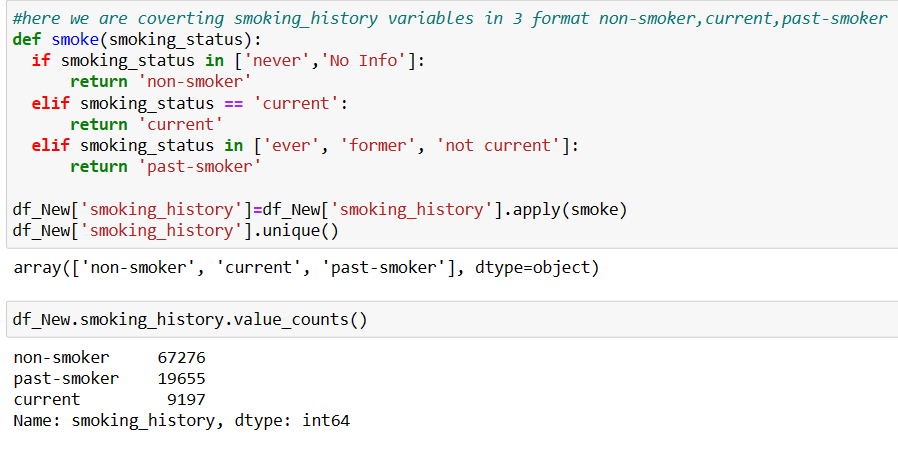 #here we are coverting smoking_history variables in 3 format non-smoker,current,past-smoker
def smoke(smoking_status):
  if smoking_status in ['never','No Info']:
      return 'non-smoker'
  elif smoking_status == 'current':
      return 'current'
  elif smoking_status in ['ever', 'former', 'not current']:
      return 'past-smoker'
df_New['smoking_history']=df_New['smoking_history'].apply(smoke)
df_New['smoking_history'].unique()
array(['non-smoker', 'current', 'past-smoker'], dtype=object)
df_New.smoking_history.value_counts()
non-smoker     67276
past-smoker    19655
current         9197
Name: smoking_history, dtype: int64